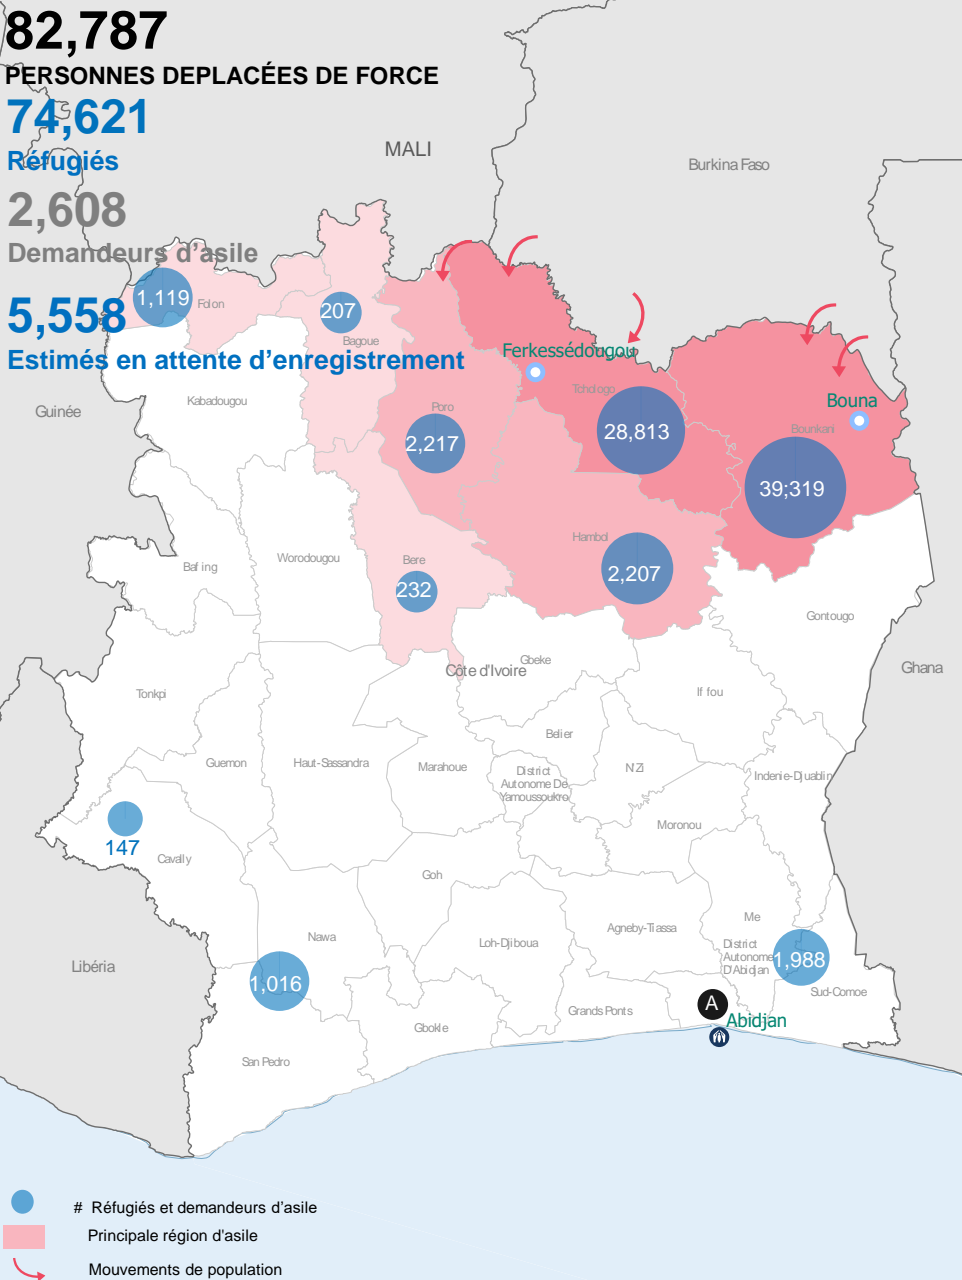 82,787
PERSONNES DEPLACÉES DE FORCE
74,621
Réfugiés
2,608
Demandeurs d'asile
5,558
Estimés en attente d'enregistrement
MALI
Burkina Faso
Guinée
Ghana
Libéria
Côte d'Ivoire
1,119
Folon
207
Bagoue
Kabadougou
Ferkessédougou
Tchologo
28,813
Bouna
Bounkani
39;319
Poro
2,217
Hambol
2,207
Bere
232
Worodougou
Bafing
Gontougo
Gbeke
Iffou
Tonkpi
Guemon
Haut-Sassandra
Marahoue
Belier
District
Autonome De
Yamoussoukro
N'Zi
Indenie-Djuablin
Moronou
147
Cavally
Goh
Nawa
Loh-Djiboua
Agneby-Tiassa
Me
District
Autonome
D'Abidjan
1,988
Sud-Comoe
1,016
San Pedro
Gbokle
Grands Ponts
A
Abidjan
# Réfugiés et demandeurs d'asile
Principale région d'asile
Mouvements de population